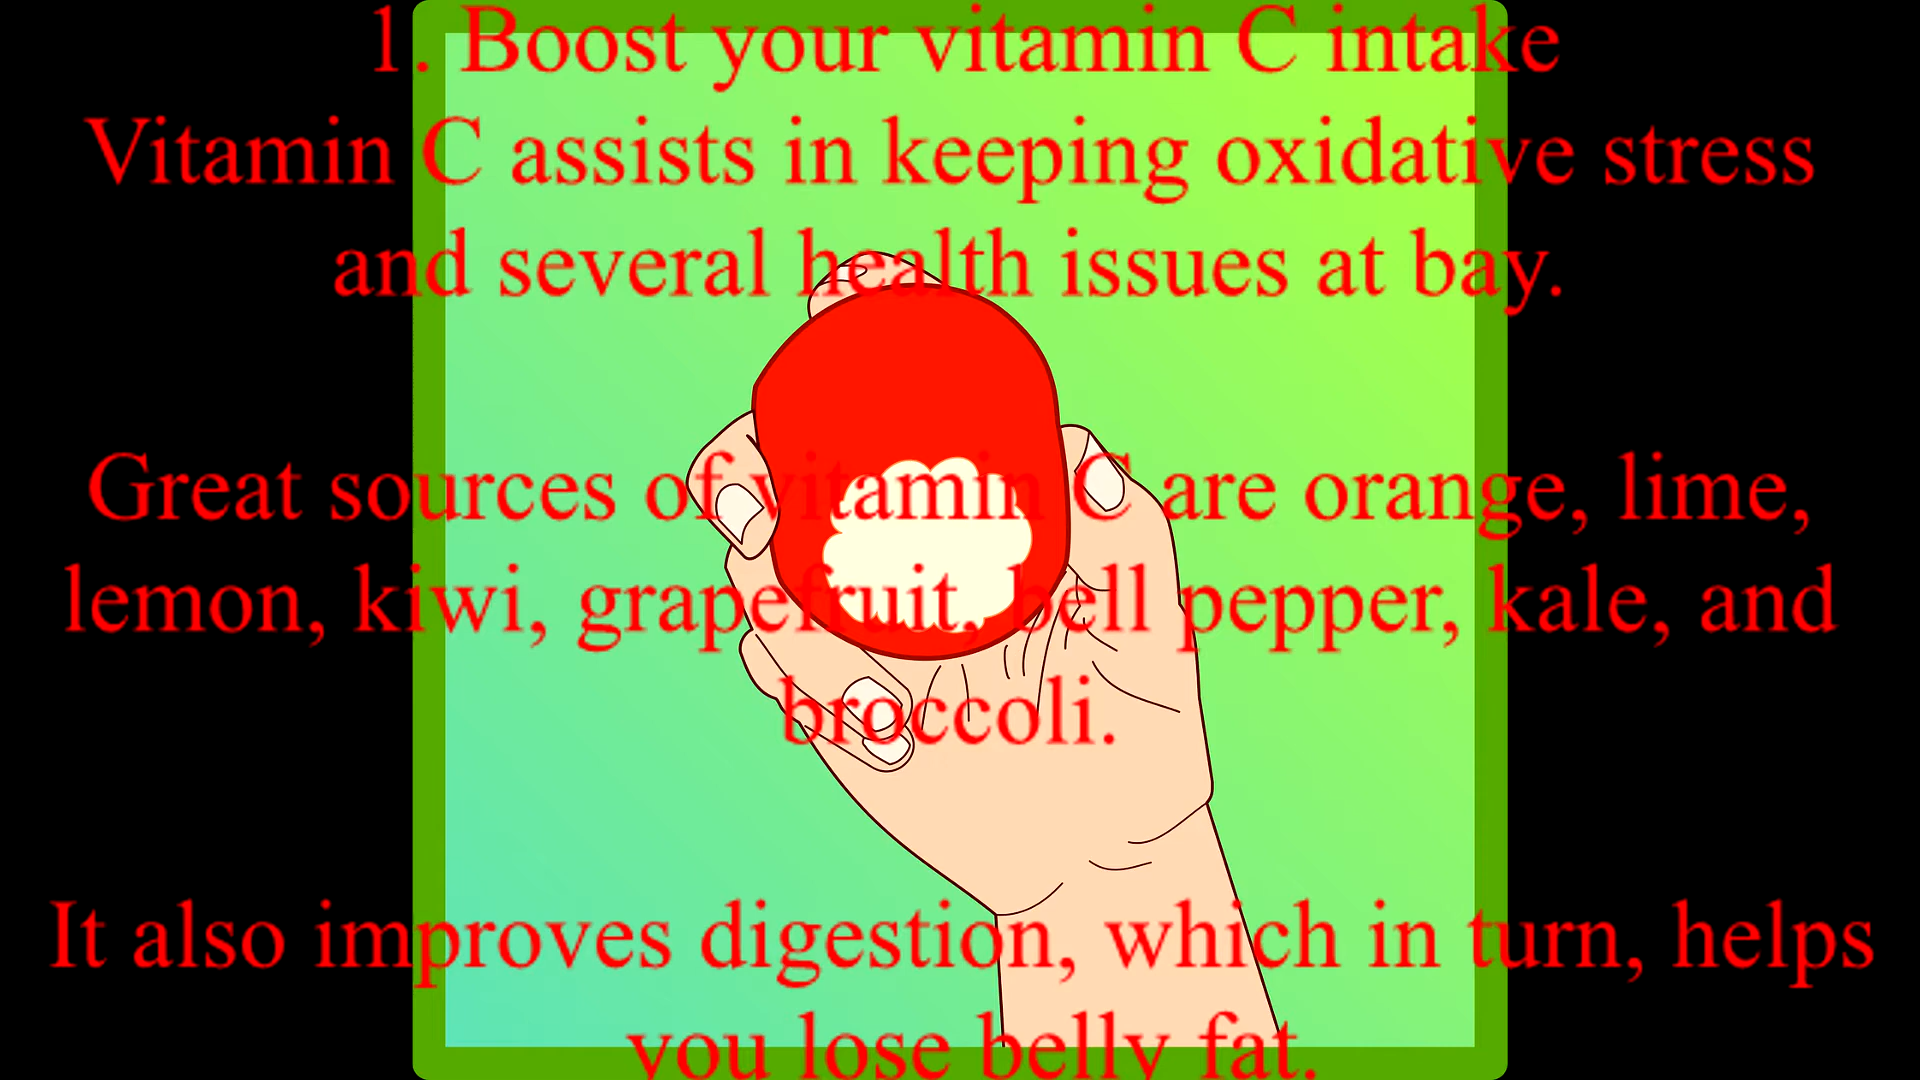 1. Boost your vitamin C intake
Vitamin C assists in keeping oxidative stress
and several health issues at bay.
Great sources of vitamin C are orange, lime,
lemon, kiwi, grapefruit, bell pepper, kale, and
broccoli.
It also improves digestion, which in turn, helps
you lose belly fat.